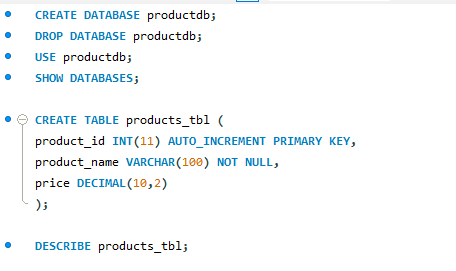 CREATE DATABASE productdb;
DROP DATABASE productdb;
USE productdb;
SHOW DATABASES;
CREATE TABLE products_tbl (
product_id INT(11) AUTO_INCREMENT PRIMARY KEY,
product_name VARCHAR(100) NOT NULL,
price DECIMAL(10,2)
);
DESCRIBE products_tbl;